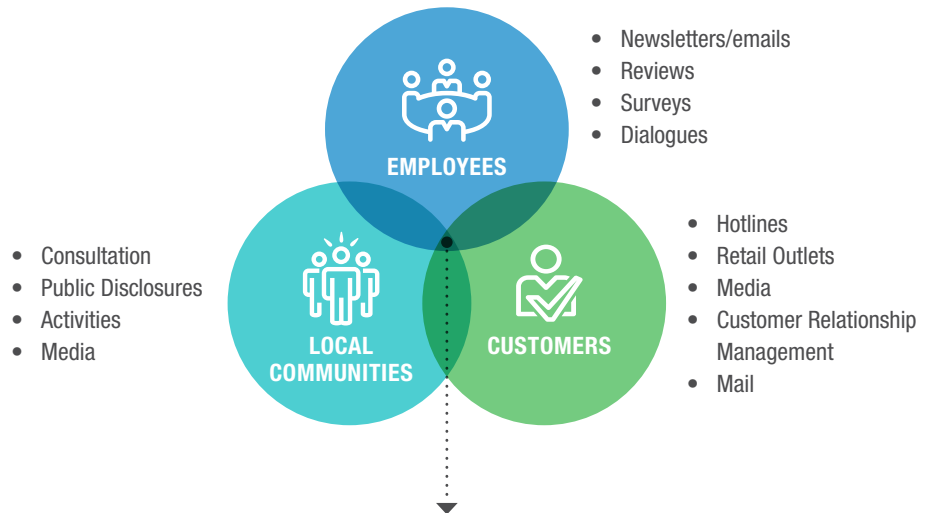 • Newsletters/emails
• Reviews
• Surveys
• Dialogues
EMPLOYEES
• Consultation
• Public Disclosures
• Activities
• Media
LOCAL
COMMUNITIES
CUSTOMERS
• Hotlines
• Retail Outlets
• Media
• Customer Relationship
Management
• Mail